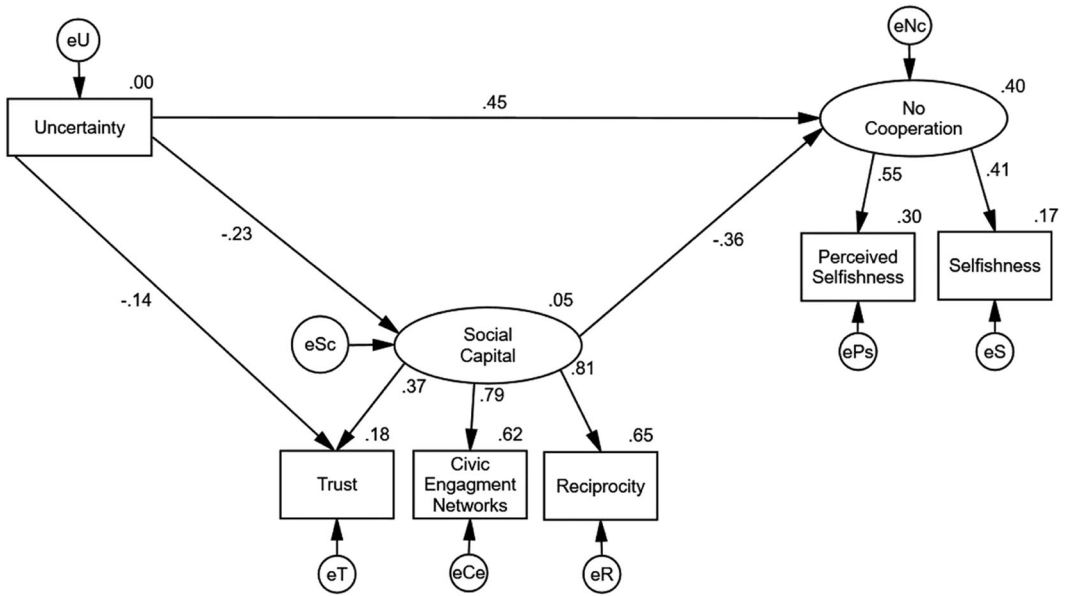 eU
eNc
.00
.40
Uncertainty
.45
No
Cooperation
.55
.41
-.23
-.36
.30
.17
Perceived
Selfishness
Selfishness
-.14
.05
eSc
Social
Capital
ePs
eS
.37
.79
.81
.18
.62
.65
Trust
Civic
Engagment
Networks
Reciprocity
eT
eCe
eR